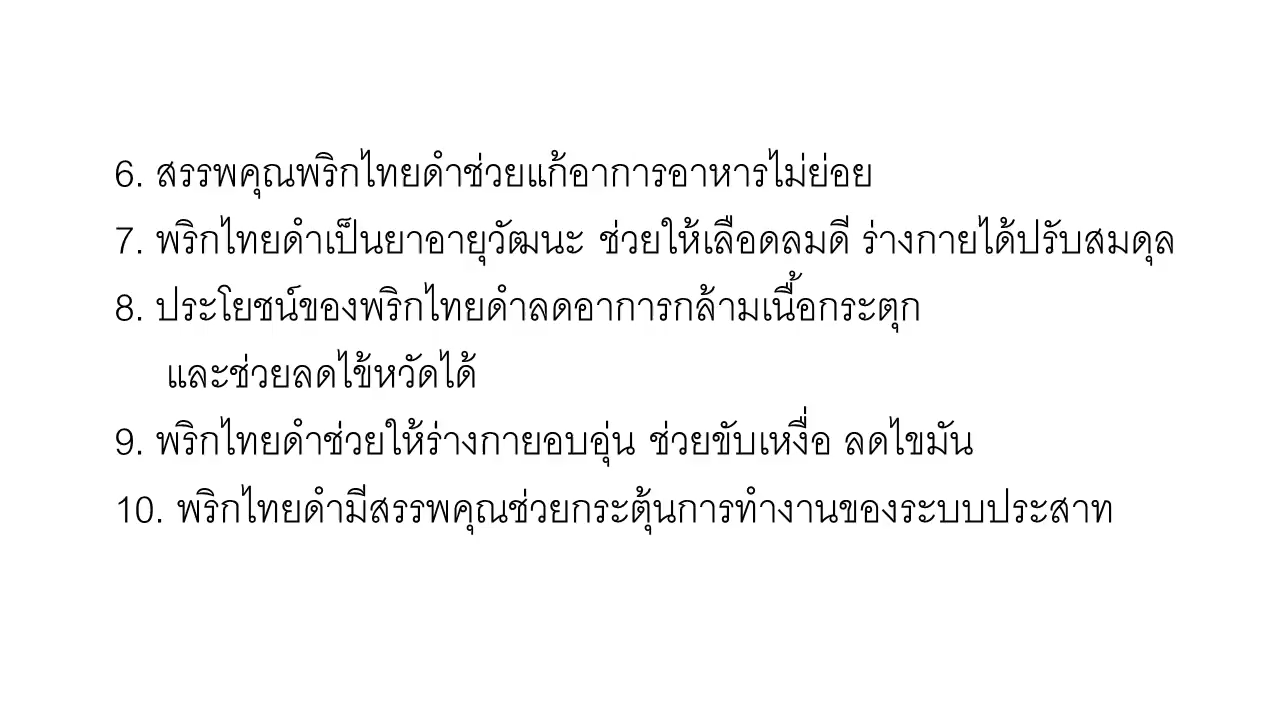 6. สรรพคุณพริกไทยดำช่วยแก้อาการอาหารไม่ย่อย
7. พริกไทยดำเป็นยาอายุวัฒนะ ช่วยให้เลือดลมดี ร่างกายได้ปรับสมดุล
8. ประโยชน์ของพริกไทยดำลดอาการกล้ามเนื้อกระตุก
และช่วยลดไข้หวัดได้
9. พริกไทยดำช่วยให้ร่างกายอบอุ่น ช่วยขับเหงื่อ ลดไขมัน
10. พริกไทยดำมีสรรพคุณช่วยกระตุ้นการทำงานของระบบประสาท